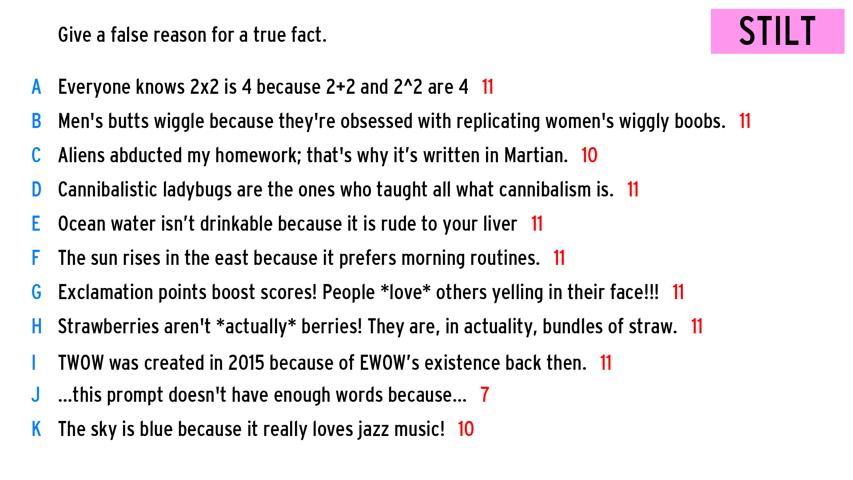 Give a false reason for a true fact.
STILT
A Everyone knows 2x2 is 4 because 2+2 and 2^2 are 4 11
B Men's butts wiggle because they're obsessed with replicating women's wiggly boobs. 11
C Aliens abducted my homework; that's why it’s written in Martian. 10
D Cannibalistic ladybugs are the ones who taught all what cannibalism is. 11
E Ocean water isn’t drinkable because it is rude to your liver 11
F The sun rises in the east because it prefers morning routines. 11
G Exclamation points boost scores! People *love* others yelling in their face!!! 11
H Strawberries aren't *actually* berries! They are, in actuality, bundles of straw. 11
I TWOW was created in 2015 because of EWOW’s existence back then. 11
J ...this prompt doesn't have enough words because... 7
K The sky is blue because it really loves jazz music! 10